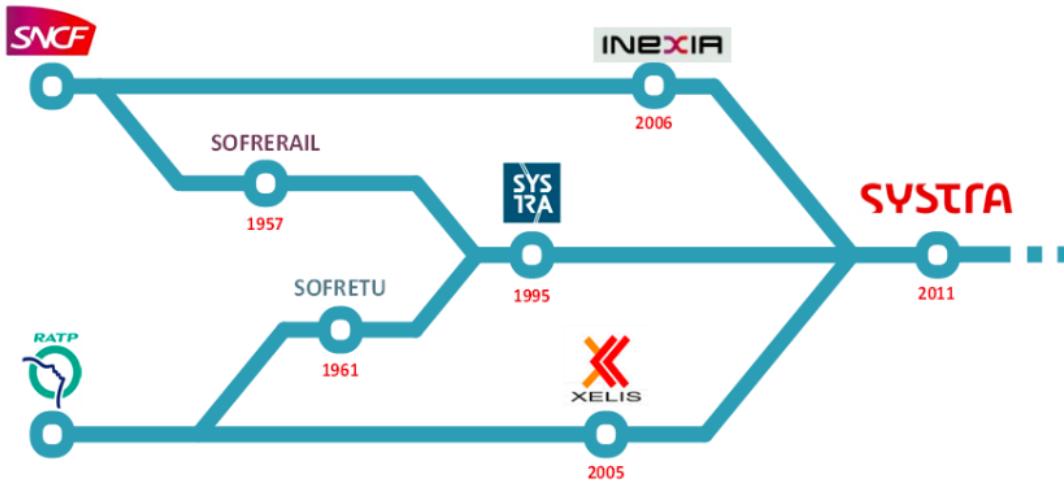 SNCF
INEXIA
2006
SOFRERAIL
1957
SYS
TRA
1995
SYSTRA
2011
SOFRETU
1961
RATP
XELIS
2005